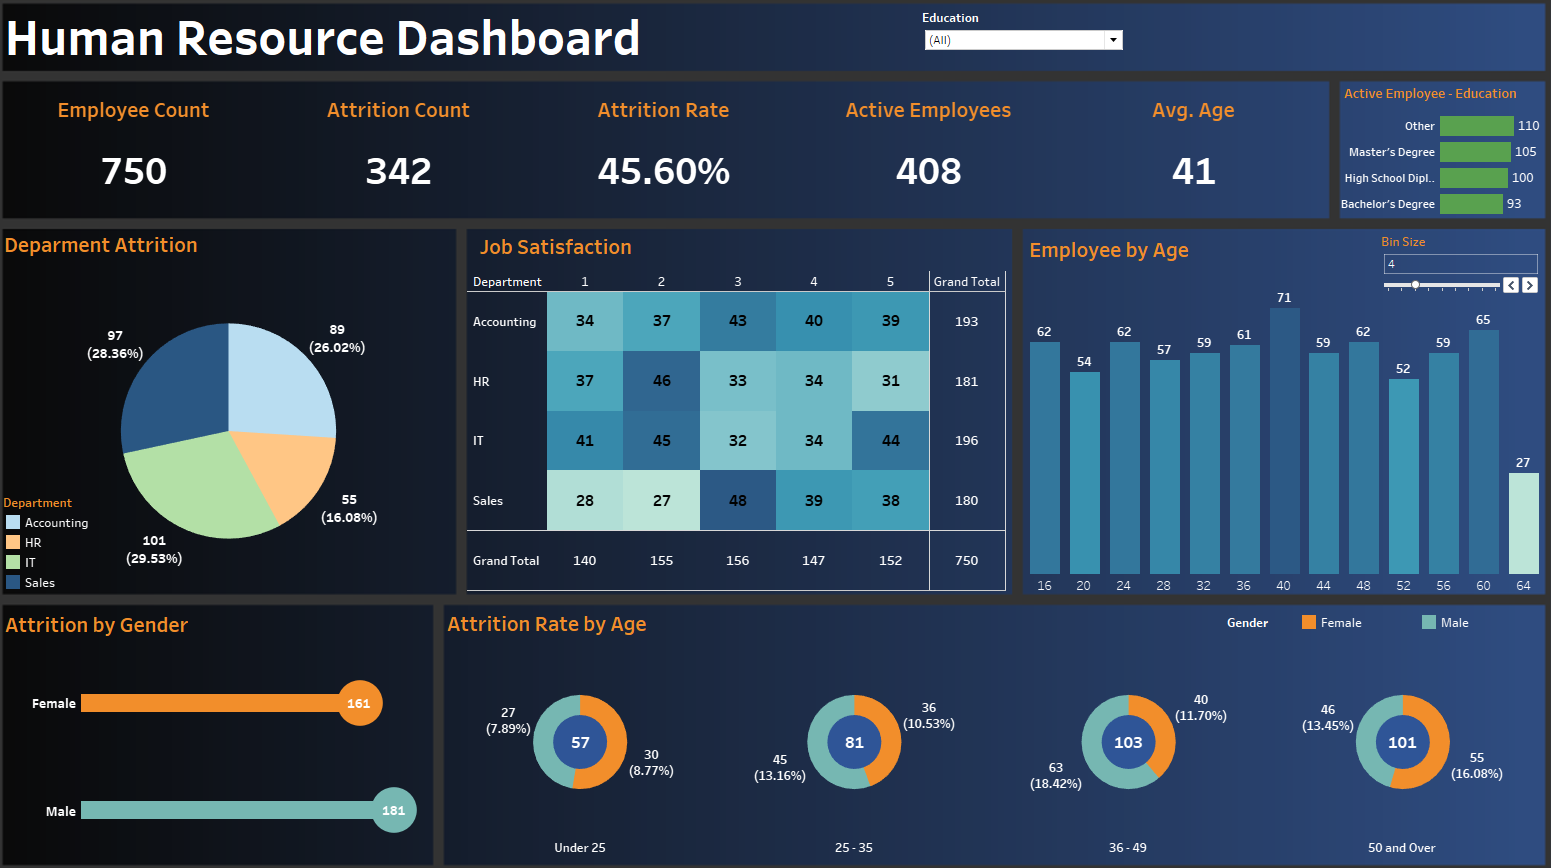 Human Resource Dashboard
Education
(All)
Employee Count
Attrition Count
Attrition Rate
Active Employees
Avg. Age
750
342
45.60%
408
41
Active Employee - Education
Other 110
Master's Degree 105
High School Dipl.. 100
Bachelor's Degree 93
Deparment Attrition
97
(28.36%)
89
(26.02%)
55
(16.08%)
101
(29.53%)
Department
Accounting
HR
IT
Sales
Job Satisfaction
Department 1 2 3 4 5 Grand Total
Accounting 34 37 43 40 39 193
HR 37 46 33 34 31 181
IT 41 45 32 34 44 196
Sales 28 27 48 39 38 180
Grand Total 140 155 156 147 152 750
Employee by Age
Bin Size
4
62 54 62 57 59 61 71 59 62 52 59 65 27
16 20 24 28 32 36 40 44 48 52 56 60 64
Attrition by Gender
Female 161
Male 181
Attrition Rate by Age
Gender
Female
Male
27
(7.89%)
57
30
(8.77%)
Under 25
36
(10.53%)
81
45
(13.16%)
25 - 35
40
(11.70%)
103
63
(18.42%)
36 - 49
46
(13.45%)
101
55
(16.08%)
50 and Over